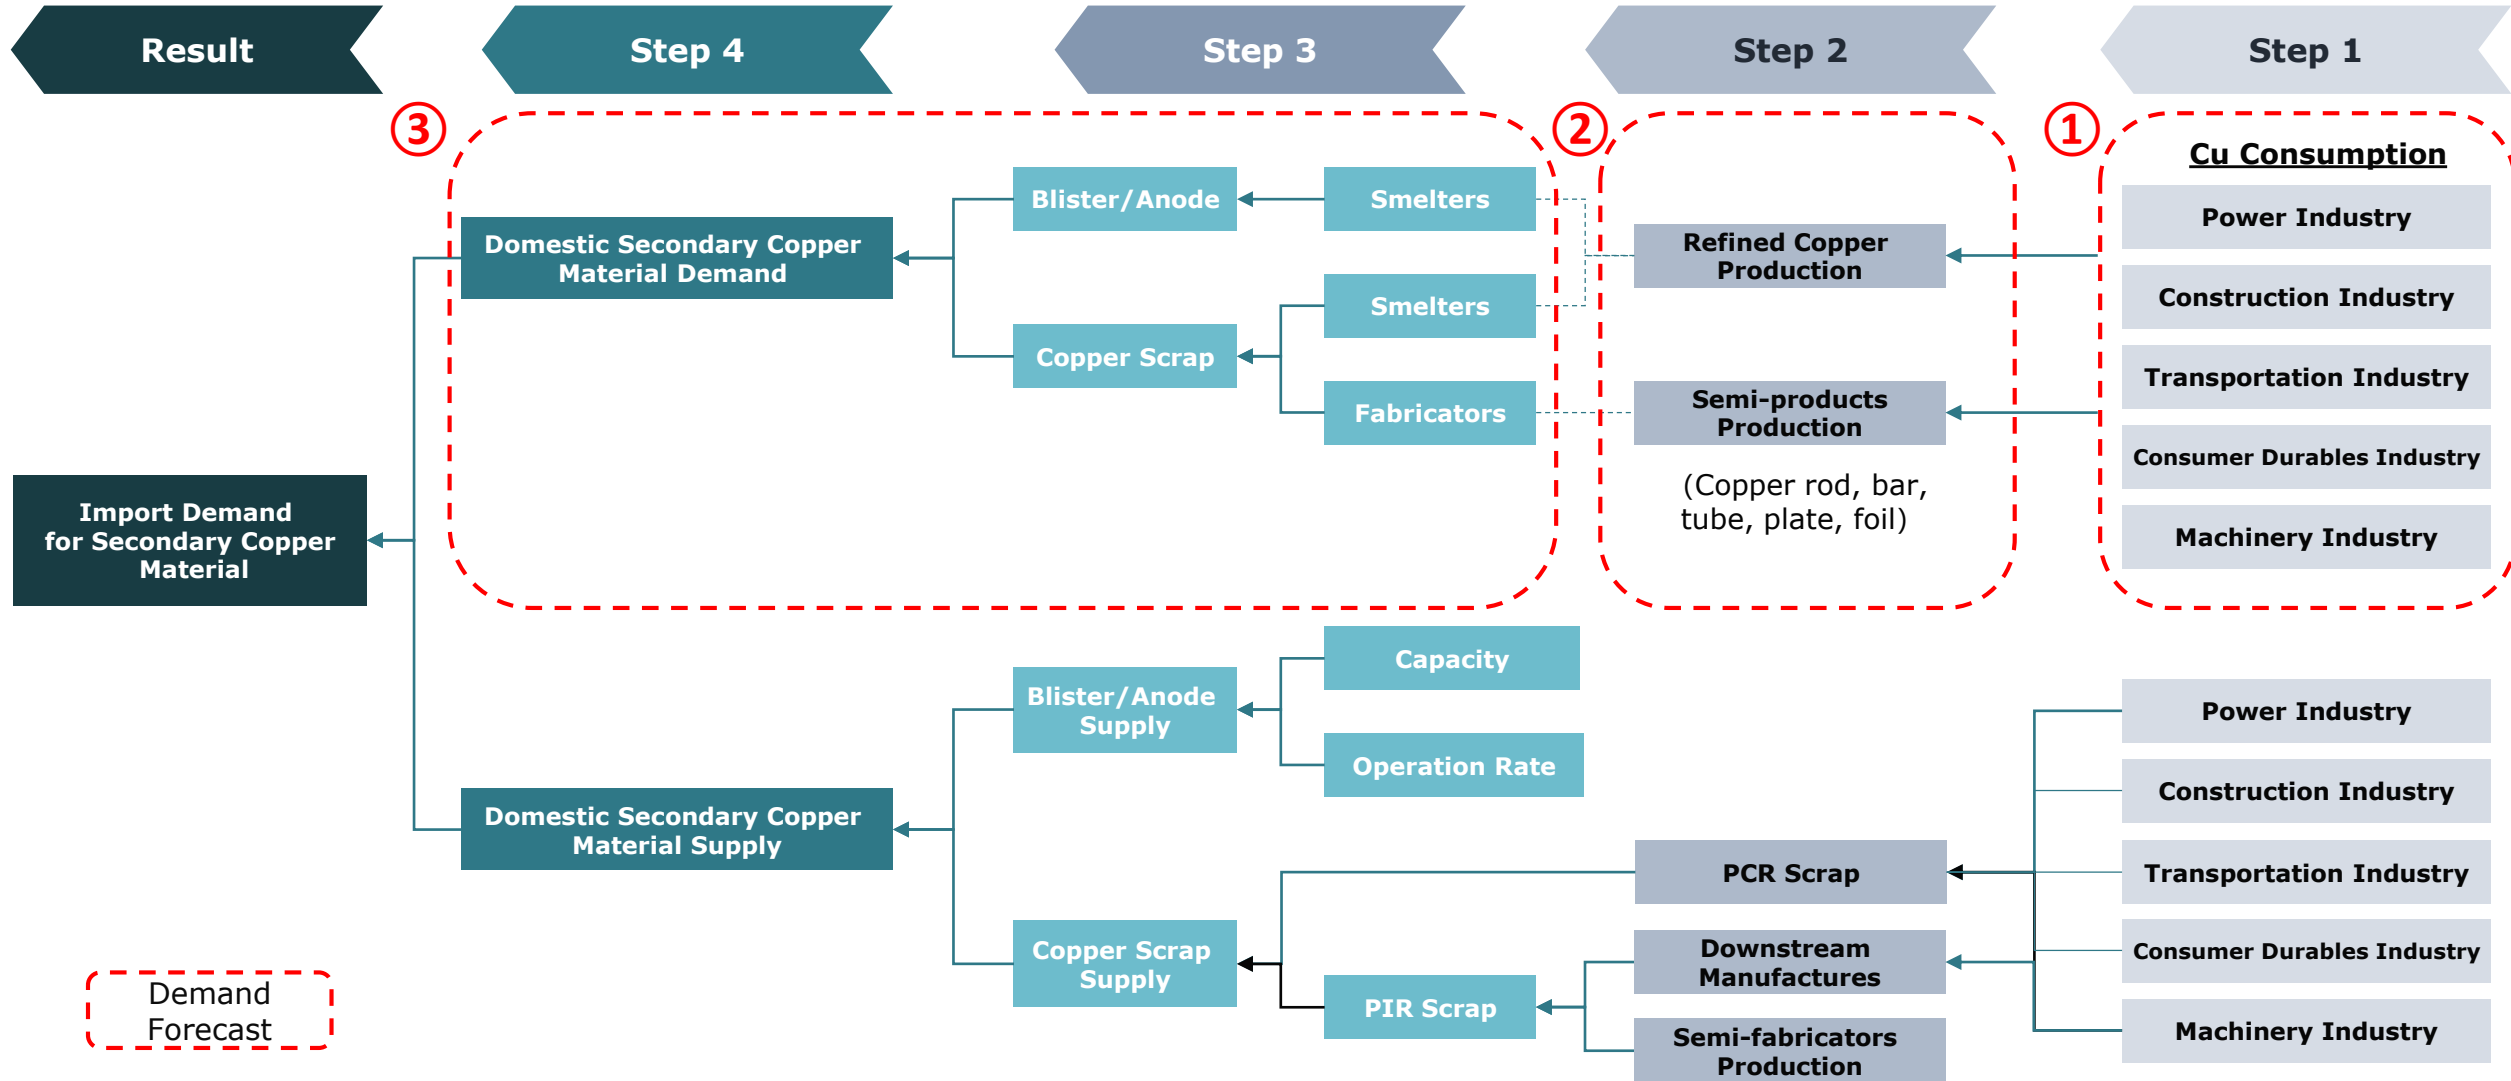 Result
Step 4
Step 3
Step 2
Step 1
③
②
①
Cu Consumption
Power Industry
Construction Industry
Transportation Industry
Consumer Durables Industry
Machinery Industry
Refined Copper
Production
Semi-products
Production
(Copper rod, bar,
tube, plate, foil)
Smelters
Smelters
Fabricators
Blister/Anode
Copper Scrap
Domestic Secondary Copper
Material Demand
Import Demand
for Secondary Copper
Material
Domestic Secondary Copper
Material Supply
Blister/Anode
Supply
Copper Scrap
Supply
Capacity
Operation Rate
PIR Scrap
PCR Scrap
Downstream
Manufactures
Semi-fabricators
Production
Power Industry
Construction Industry
Transportation Industry
Consumer Durables Industry
Machinery Industry
Demand
Forecast